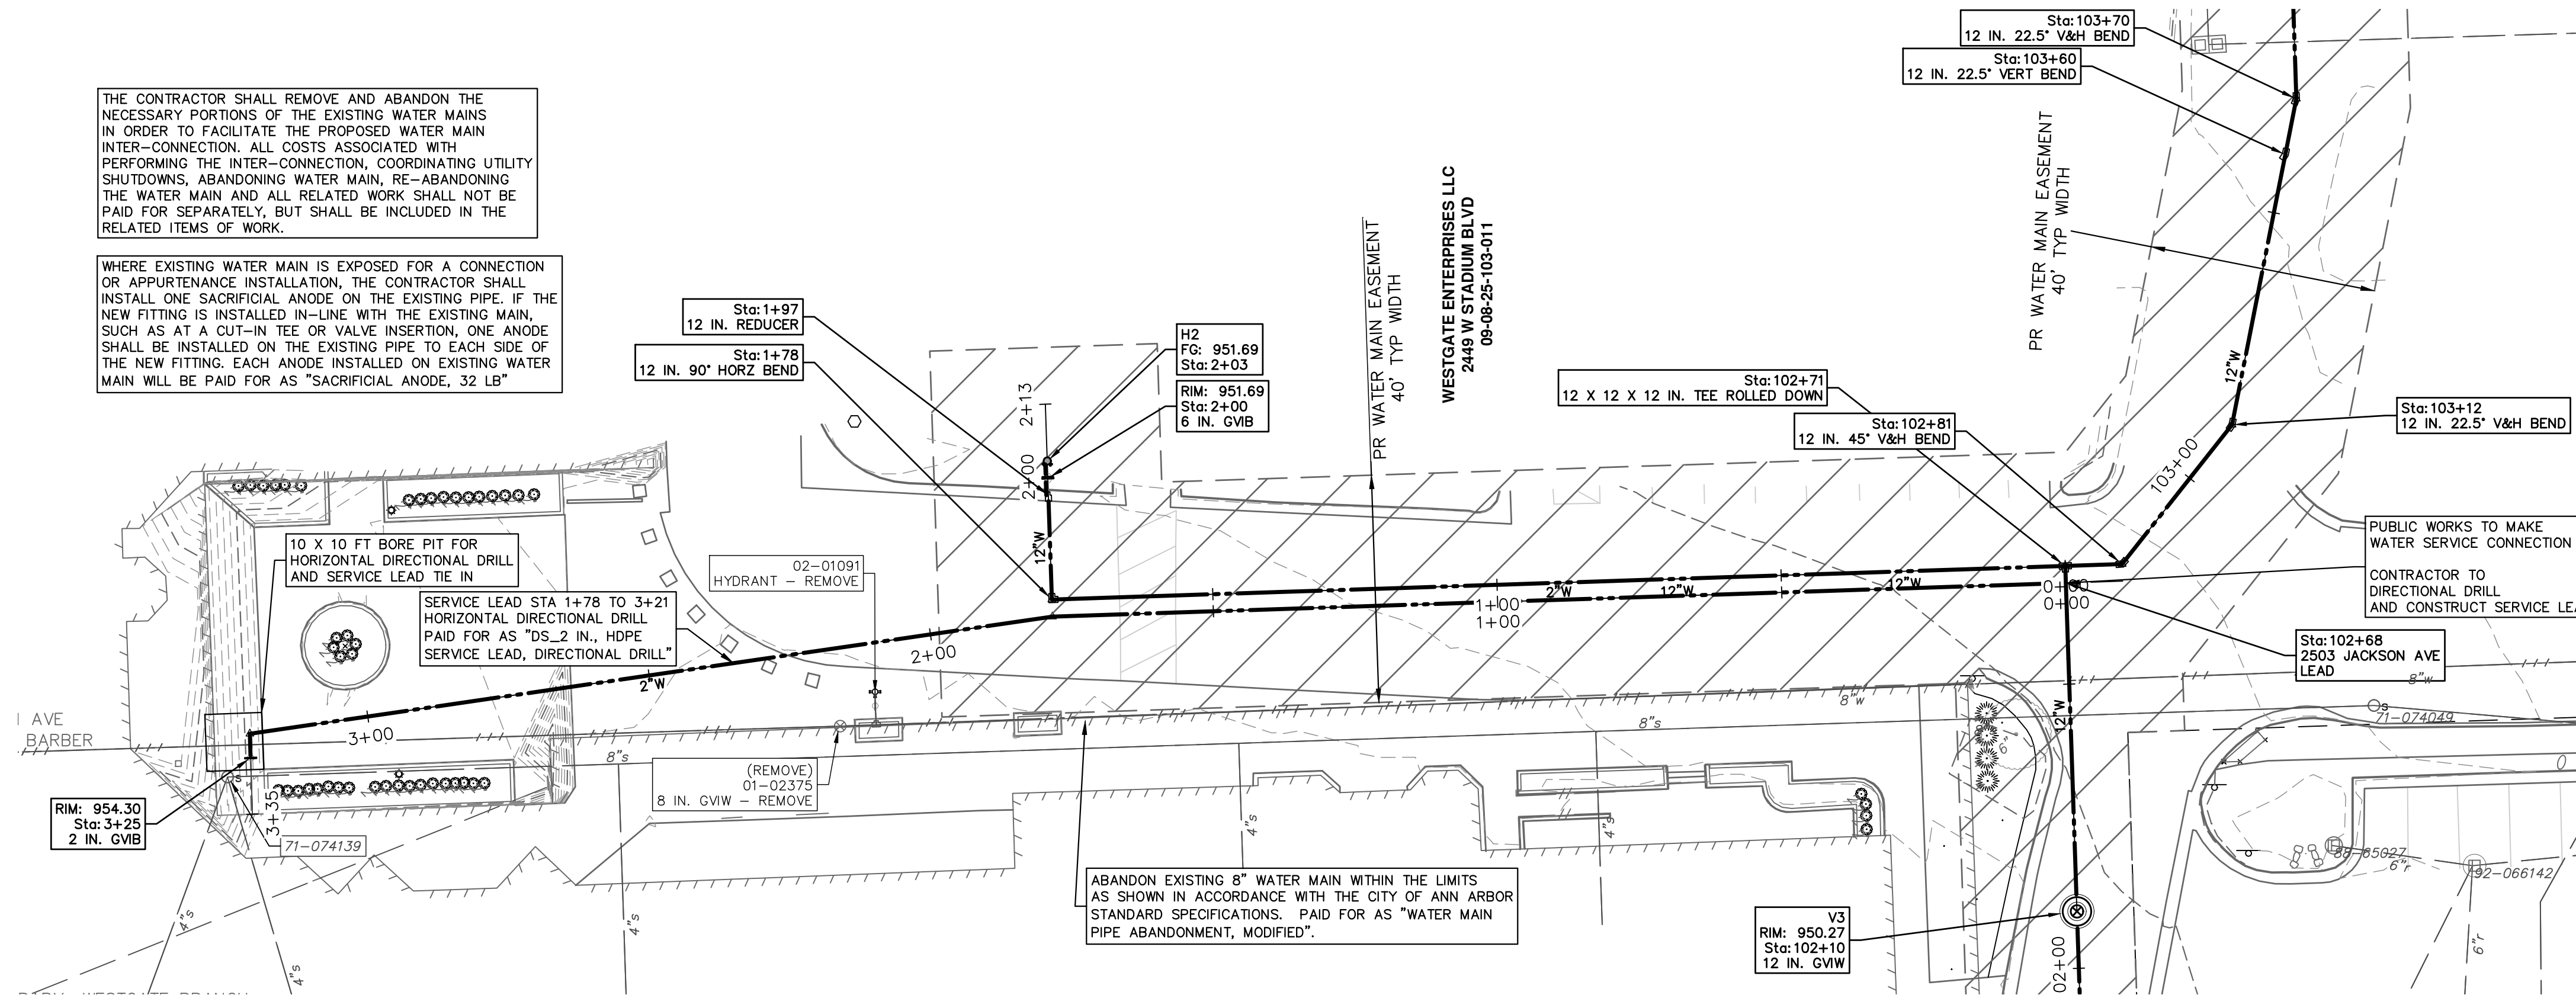 THE CONTRACTOR SHALL REMOVE AND ABANDON THE
NECESSARY PORTIONS OF THE EXISTING WATER MAINS
IN ORDER TO FACILITATE THE PROPOSED WATER MAIN
INTER-CONNECTION. ALL COSTS ASSOCIATED WITH
PERFORMING THE INTER-CONNECTION, COORDINATING UTILITY
SHUTDOWNS, ABANDONING WATER MAIN, RE-ABANDONING
THE WATER MAIN AND ALL RELATED WORK SHALL NOT BE
PAID FOR SEPARATELY, BUT SHALL BE INCLUDED IN THE
RELATED ITEMS OF WORK.
WHERE EXISTING WATER MAIN IS EXPOSED FOR A CONNECTION
OR APPURTENANCE INSTALLATION, THE CONTRACTOR SHALL
INSTALL ONE SACRIFICIAL ANODE ON THE EXISTING PIPE. IF THE
NEW FITTING IS INSTALLED IN-LINE WITH THE EXISTING MAIN,
SUCH AS AT A CUT-IN TEE OR VALVE INSERTION, ONE ANODE
SHALL BE INSTALLED ON THE EXISTING PIPE TO EACH SIDE OF
THE NEW FITTING. EACH ANODE INSTALLED ON EXISTING WATER
MAIN WILL BE PAID FOR AS "SACRIFICIAL ANODE, 32 LB"
Sta: 103+70
12 IN. 22.5° V&H BEND
Sta: 103+60
12 IN. 22.5° VERT BEND
PR WATER MAIN EASEMENT
40' TYP WIDTH
WESTGATE ENTERPRISES LLC
2449 W STADIUM BLVD
09-08-25-103-011
PR WATER MAIN EASEMENT
40' TYP WIDTH
Sta: 1+97
12 IN. REDUCER
Sta: 1+78
12 IN. 90° HORZ BEND
H2
FG: 951.69
Sta: 2+03
RIM: 951.69
Sta: 2+00
6 IN. GVIB
2+13
2+00
12"W
Sta: 102+71
12 X 12 X 12 IN. TEE ROLLED DOWN
Sta: 102+81
12 IN. 45° V&H BEND
12"W
Sta: 103+12
12 IN. 22.5° V&H BEND
103+00
10 X 10 FT BORE PIT FOR
HORIZONTAL DIRECTIONAL DRILL
AND SERVICE LEAD TIE IN
SERVICE LEAD STA 1+78 TO 3+21
HORIZONTAL DIRECTIONAL DRILL
PAID FOR AS "DS_2 IN., HDPE
SERVICE LEAD, DIRECTIONAL DRILL"
02-01091
HYDRANT - REMOVE
PUBLIC WORKS TO MAKE
WATER SERVICE CONNECTION
CONTRACTOR TO
DIRECTIONAL DRILL
AND CONSTRUCT SERVICE LEA
1+00
1+00
2"W
12"W
12"W
0+00
0+00
2+00
2"W
3+00
Sta: 102+68
2503 JACKSON AVE
LEAD
AVE
BARBER
8"s
8"s
8"w
8"w
s
71-074049
12"W
6"r
(REMOVE)
01-02375
8 IN. GVIW - REMOVE
RIM: 954.30
Sta: 3+25
2 IN. GVIB
s
3+35
71-074139
4"s
4"s
4"s
4"s
4"s
ABANDON EXISTING 8" WATER MAIN WITHIN THE LIMITS
AS SHOWN IN ACCORDANCE WITH THE CITY OF ANN ARBOR
STANDARD SPECIFICATIONS. PAID FOR AS "WATER MAIN
PIPE ABANDONMENT, MODIFIED".
V3
RIM: 950.27
Sta: 102+10
12 IN. GVIW
02+00
88-65027
6"r
92-066142
6"r
0